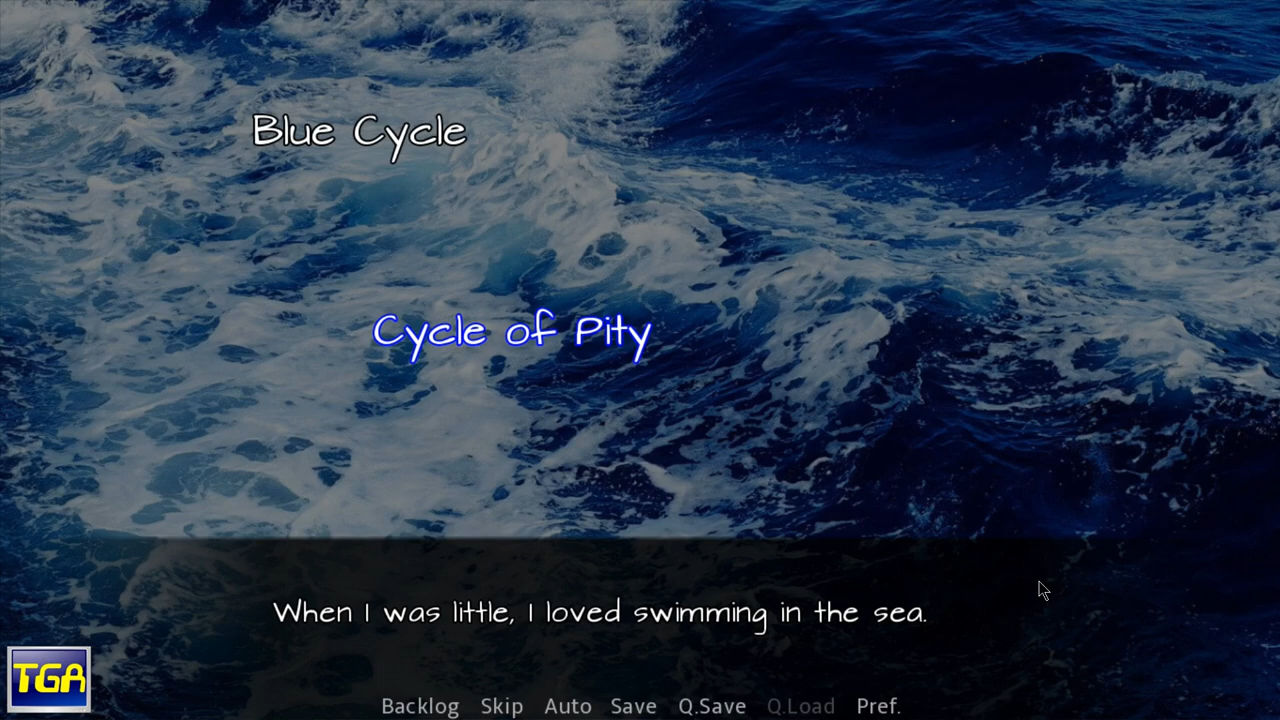 Blue Cycle
Cycle of Pity
When I was little, I loved swimming in the sea.
TGA
Backlog Skip Auto Save Q.Save Q.Load Pref.